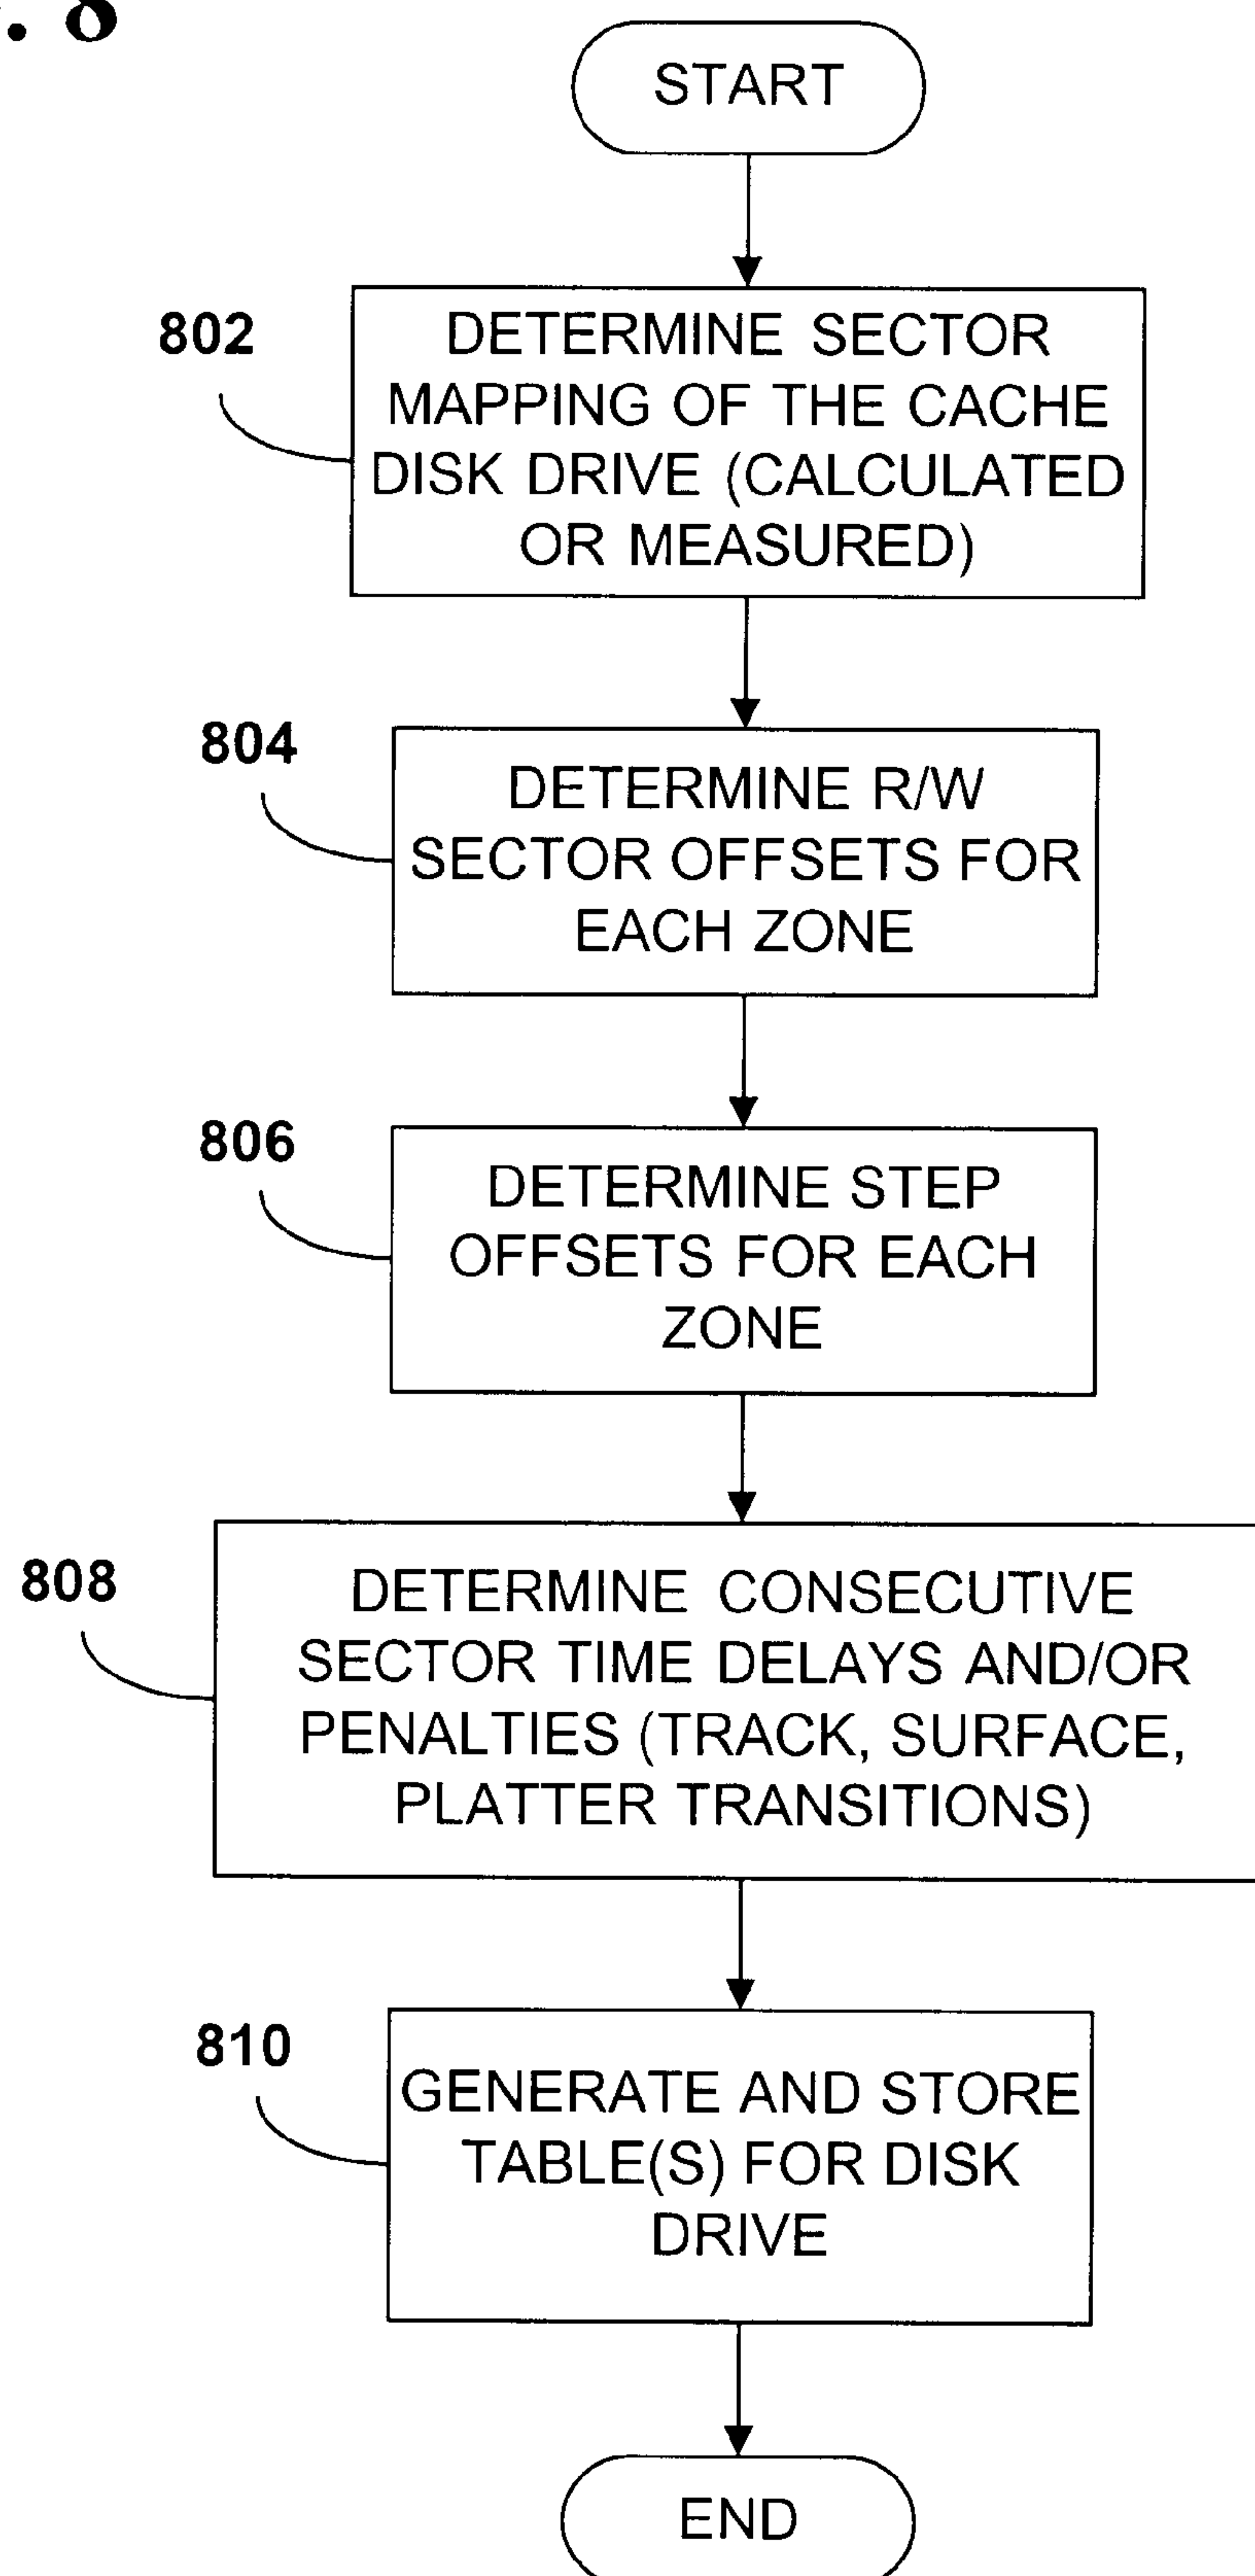 . 8
START
802
DETERMINE SECTOR
MAPPING OF THE CACHE
DISK DRIVE (CALCULATED
OR MEASURED)
804
DETERMINE R/W
SECTOR OFFSETS FOR
EACH ZONE
806
DETERMINE STEP
OFFSETS FOR EACH
ZONE
808
DETERMINE CONSECUTIVE
SECTOR TIME DELAYS AND/OR
PENALTIES (TRACK, SURFACE,
PLATTER TRANSITIONS)
810
GENERATE AND STORE
TABLE(S) FOR DISK
DRIVE
END